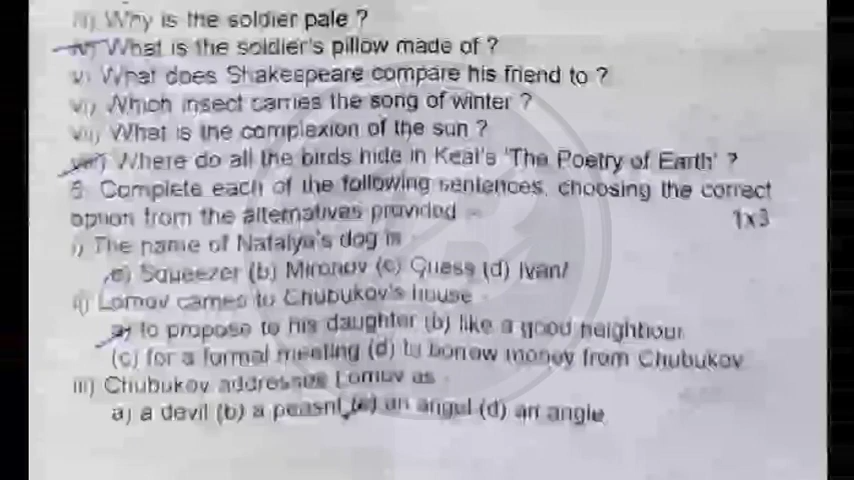 Why is the soldier pale ?
iv) What is the soldier's pillow made of ?
v) What does Shakespeare compare his friend to ?
vi) Which insect carries the song of winter ?
vii) What is the complexion of the sun ?
Where do all the birds hide in Keat's 'The Poetry of Earth' ?
5. Complete each of the following sentences, choosing the correct
option from the alternatives provided 1x3
i) The name of Natalya's dog is
a) Squeezer (b) Mironov (c) Guess (d) Ivan/
ii) Lomov cames to Chubukov's house
a) to propose to his daughter (b) like a good neighbour
(c) for a formal meeting (d) to borrow money from Chubukov
iii) Chubukov addresses Lomov as
a) a devil (b) a peasnt (c) an angul (d) an angle